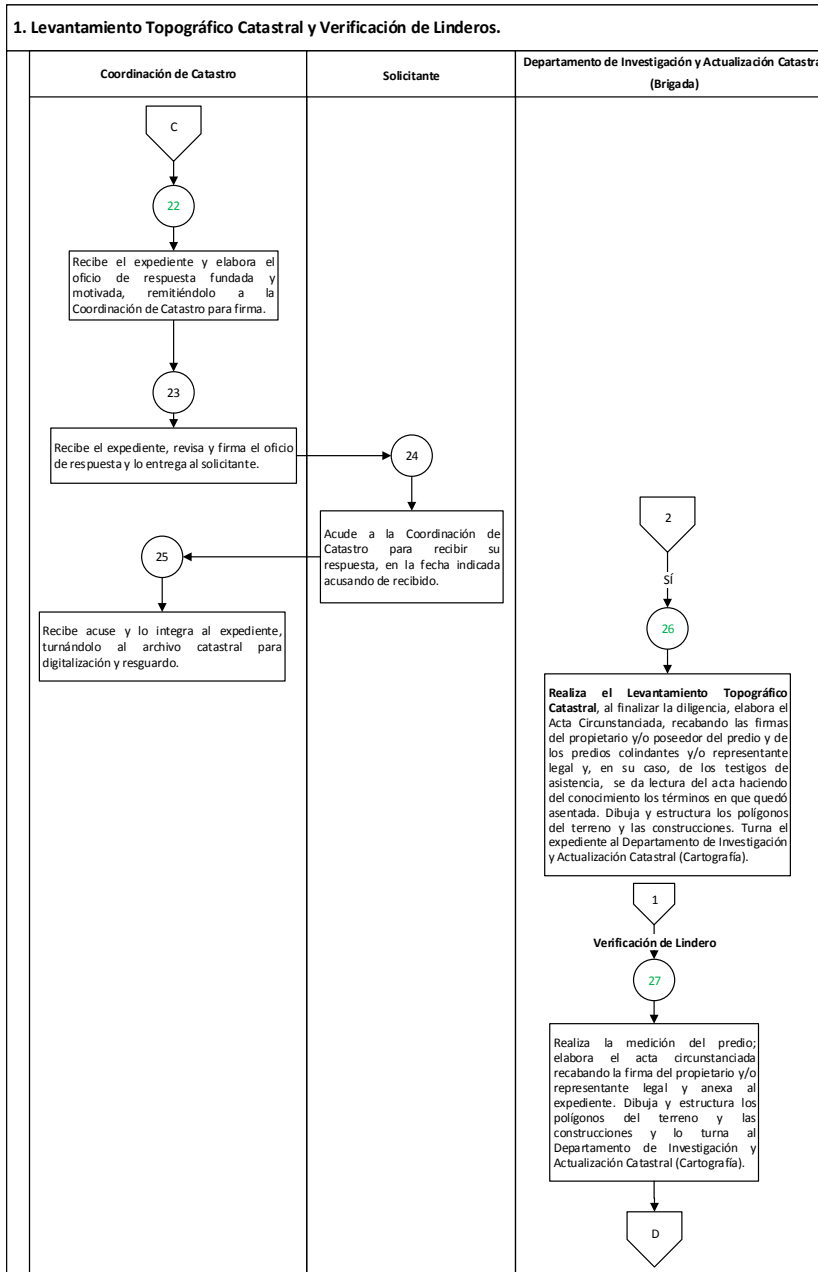 1. Levantamiento Topográfico Catastral y Verificación de Linderos.
Coordinación de Catastro
Solicitante
Departamento de Investigación y Actualización Catastra
(Brigada)
C
22
Recibe el expediente y elabora el
oficio de respuesta fundada y
motivada, remitiéndolo a la
Coordinación de Catastro para firma.
23
Recibe el expediente, revisa y firma el oficio
de respuesta y lo entrega al solicitante.
24
Acude a la Coordinación de
Catastro para recibir su
respuesta, en la fecha indicada
acusando de recibido.
25
Recibe acuse y lo integra al expediente,
turnándolo al archivo catastral para
digitalización y resguardo.
2
SÍ
26
Realiza el Levantamiento Topográfico
Catastral, al finalizar la diligencia, elabora el
Acta Circunstanciada, recabando las firmas
del propietario y/o poseedor del predio y de
los predios colindantes y/o representante
legal y, en su caso, de los testigos de
asistencia, se da lectura del acta haciendo
del conocimiento los términos en que quedó
asentada. Dibuja y estructura los polígonos
del terreno y las construcciones. Turna el
expediente al Departamento de Investigación
y Actualización Catastral (Cartografía).
1
Verificación de Lindero
27
Realiza la medición del predio;
elabora el acta circunstanciada
recabando la firma del propietario y/o
representante legal y anexa al
expediente. Dibuja y estructura los
polígonos del terreno y las
construcciones y lo turna al
Departamento de Investigación y
Actualización Catastral (Cartografía).
D